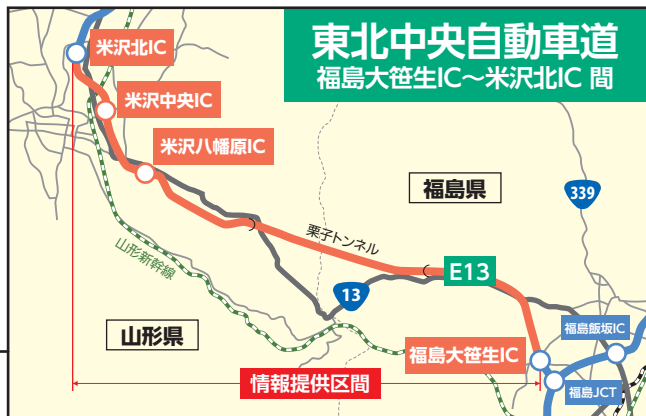 東北中央自動車道
福島大笹生IC～米沢北IC 間
米沢北IC
米沢中央IC
米沢八幡原IC
福島県
339
栗子トンネル
山形新幹線
E13
13
山形県
福島大笹生IC
福島飯坂IC
福島JCT
情報提供区間